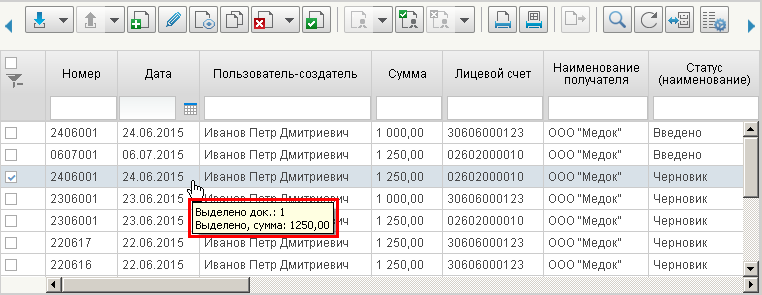 Номер Дата Пользователь-создатель Сумма Лицевой счет Наименование получателя Статус (наименование)
2406001 24.06.2015 Иванов Петр Дмитриевич 1 000,00 30606000123 ООО "Медок" Введено
0607001 06.07.2015 Иванов Петр Дмитриевич 1 250,00 02602000010 ООО "Медок" Введено
2406001 24.06.2015 Иванов Петр Дмитриевич 1 250,00 02602000010 ООО "Медок" Черновик
2306001 23.06.2015 Иванов Петр Дмитриевич 1 000,00 30606000123 ООО "Медок" Черновик
Выделено док.: 1
Выделено, сумма: 1250,00
2306001 23.06.2015 1 250,00 02602000010 ООО "Медок" Черновик
220617 22.06.2015 Иванов Петр Дмитриевич 1 250,00 30606000123 ООО "Медок" Черновик
220616 22.06.2015 Иванов Петр Дмитриевич 1 250,00 30606000123 ООО "Медок" Черновик